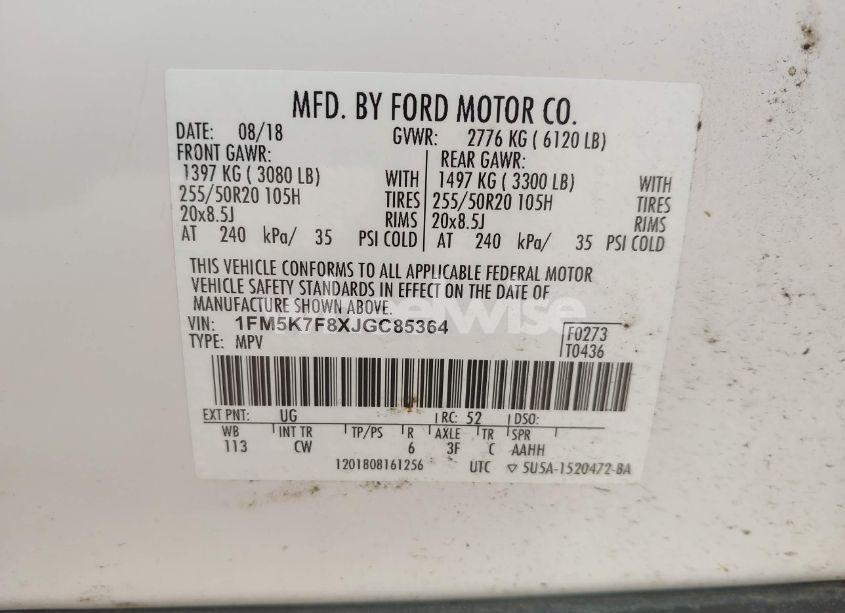 MFD. BY FORD MOTOR CO.
DATE: 08/18 GVWR: 2776 KG ( 6120 LB)
FRONT GAWR: REAR GAWR:
1397 KG ( 3080 LB) WITH 1497 KG ( 3300 LB) WITH
255/50R20 105H TIRES 255/50R20 105H TIRES
20x8.5J RIMS 20x8.5J RIMS
AT 240 kPa/ 35 PSI COLD AT 240 kPa/ 35 PSI COLD
THIS VEHICLE CONFORMS TO ALL APPLICABLE FEDERAL MOTOR
VEHICLE SAFETY STANDARDS IN EFFECT ON THE DATE OF
MANUFACTURE SHOWN ABOVE.
VIN: 1FM5K7F8XJGC85364 F0273
TYPE: MPV T0436
EXT PNT: UG RC: 52 DSO:
WB INT TR TP/PS R AXLE TR SPR
113 CW 6 3F C AAHH
1201808161256 UTC ▽ 5U5A-1520472-BA